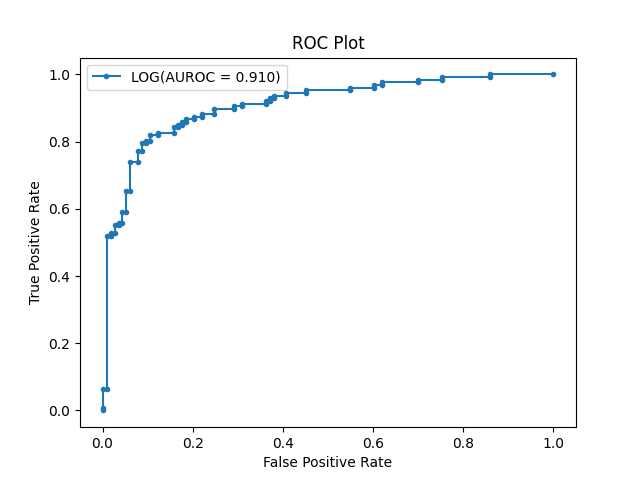 ROC Plot
LOG(AUROC = 0.910)
1.0
0.8
0.6
0.4
0.2
0.0
True Positive Rate
0.0 0.2 0.4 0.6 0.8 1.0
False Positive Rate